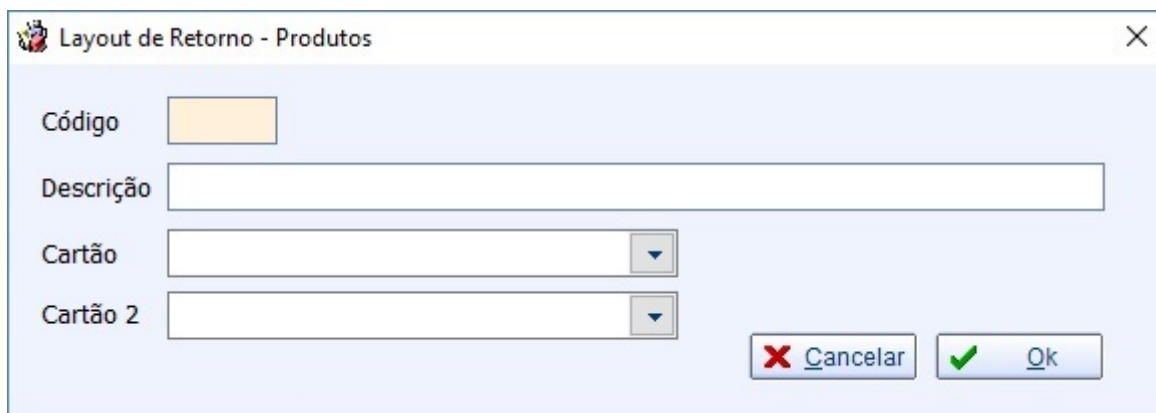 Layout de Retorno - Produtos
Código
Descrição
Cartão
Cartão 2
Cancelar Ok